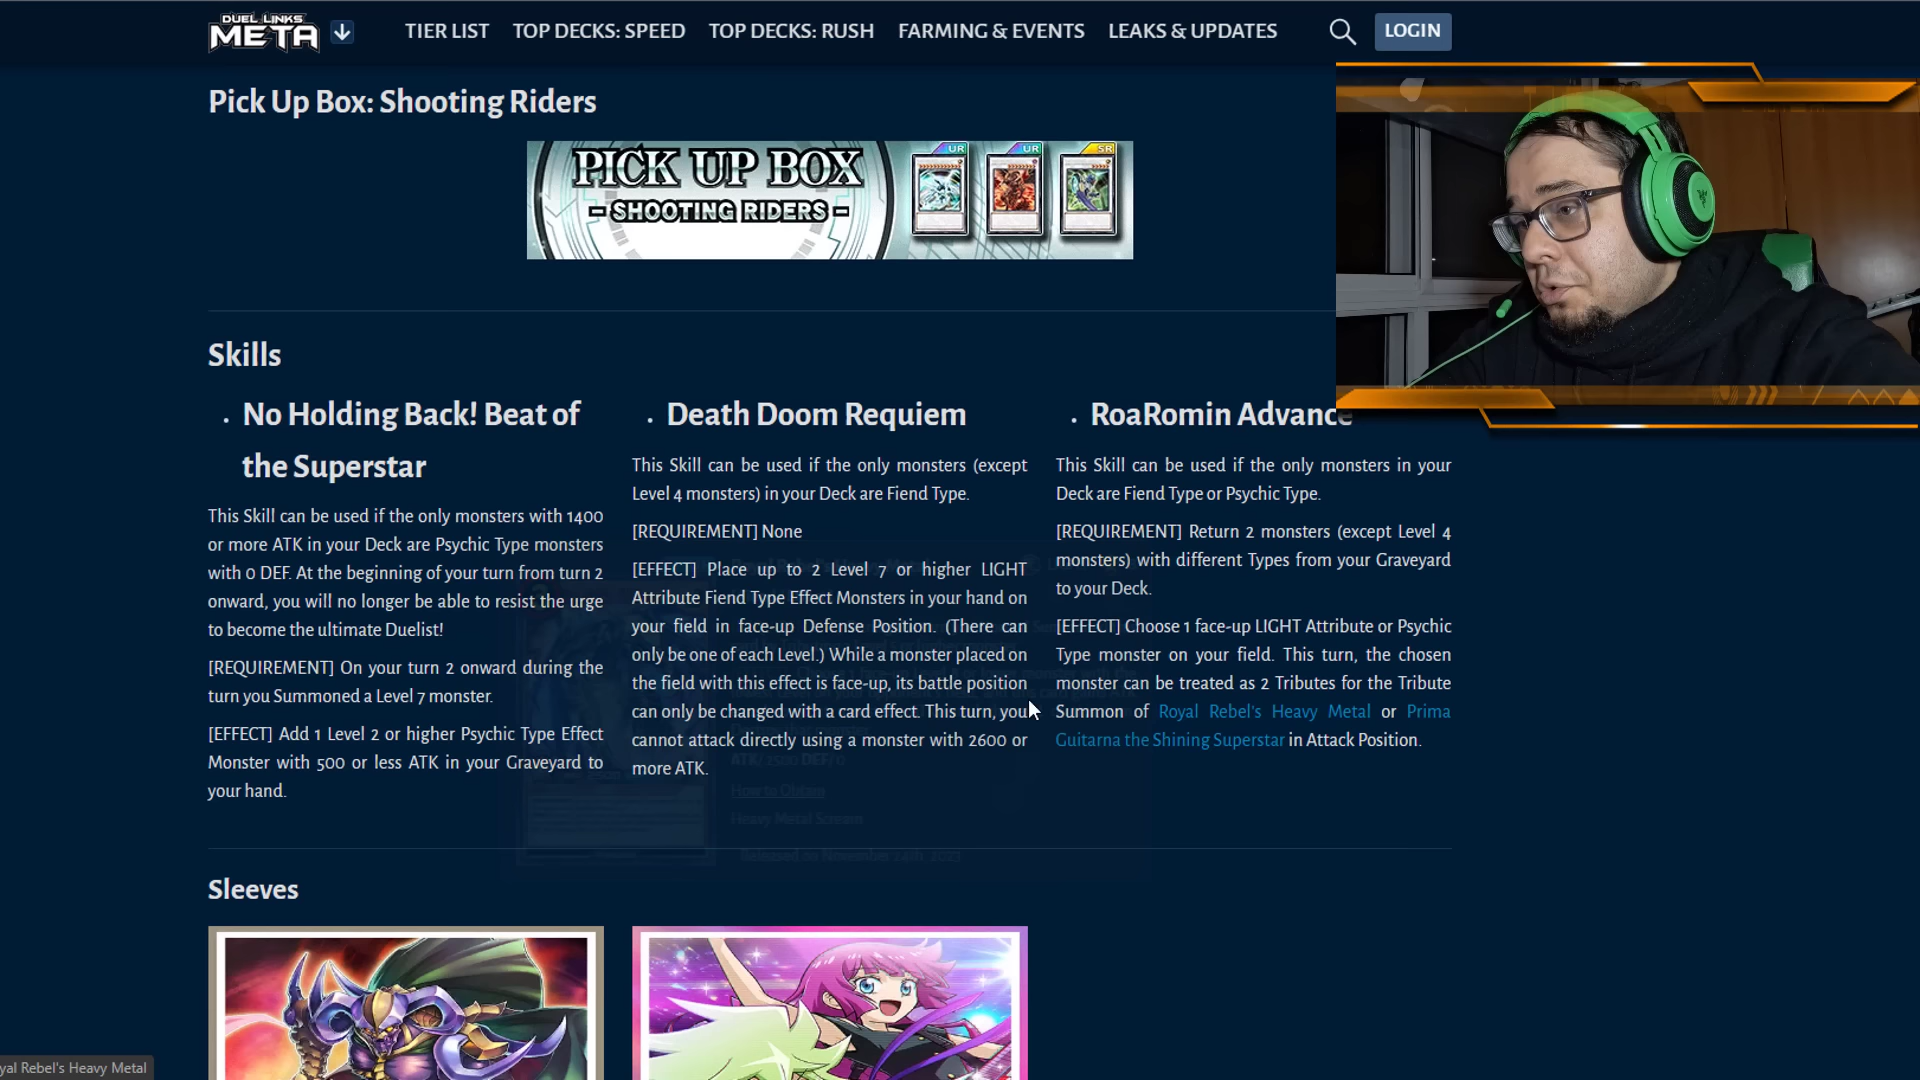 DUEL LINKS
META
TIER LIST
TOP DECKS: SPEED
TOP DECKS: RUSH
FARMING & EVENTS
LEAKS & UPDATES
LOGIN
Pick Up Box: Shooting Riders
PICK UP BOX
- SHOOTING RIDERS -
UR
UR
SR
Skills
• No Holding Back! Beat of
the Superstar
This Skill can be used if the only monsters with 1400
or more ATK in your Deck are Psychic Type monsters
with 0 DEF. At the beginning of your turn from turn 2
onward, you will no longer be able to resist the urge
to become the ultimate Duelist!
[REQUIREMENT] On your turn 2 onward during the
turn you Summoned a Level 7 monster.
[EFFECT] Add 1 Level 2 or higher Psychic Type Effect
Monster with 500 or less ATK in your Graveyard to
your hand.
• Death Doom Requiem
This Skill can be used if the only monsters (except
Level 4 monsters) in your Deck are Fiend Type.
[REQUIREMENT] None
[EFFECT] Place up to 2 Level 7 or higher LIGHT
Attribute Fiend Type Effect Monsters in your hand on
your field in face-up Defense Position. (There can
only be one of each Level.) While a monster placed on
the field with this effect is face-up, its battle position
can only be changed with a card effect. This turn, you
cannot attack directly using a monster with 2600 or
more ATK.
How to Obtain
Heavy Metal Scream
• RoaRomin Advance
This Skill can be used if the only monsters in your
Deck are Fiend Type or Psychic Type.
[REQUIREMENT] Return 2 monsters (except Level 4
monsters) with different Types from your Graveyard
to your Deck.
[EFFECT] Choose 1 face-up LIGHT Attribute or Psychic
Type monster on your field. This turn, the chosen
monster can be treated as 2 Tributes for the Tribute
Summon of Royal Rebel's Heavy Metal or Prima
Guitarna the Shining Superstar in Attack Position.
Sleeves
yal Rebel's Heavy Metal